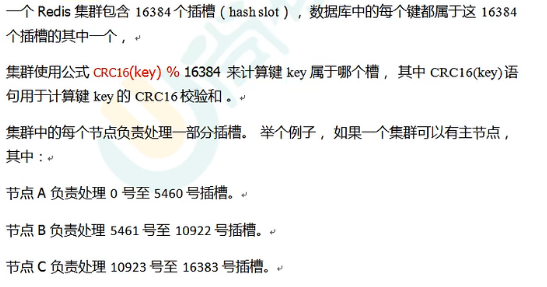 一个 Redis 集群包含 16384 个插槽（hash slot），数据库中的每个键都属于这 16384
个插槽的其中一个，
集群使用公式 CRC16(key) % 16384 来计算键 key 属于哪个槽，其中 CRC16(key) 语
句用于计算键 key 的 CRC16 校验和 。
集群中的每个节点负责处理一部分插槽。 举个例子，如果一个集群可以有主节点，
其中：
节点 A 负责处理 0 号至 5460 号插槽。
节点 B 负责处理 5461 号至 10922 号插槽。
节点 C 负责处理 10923 号至 16383 号插槽。